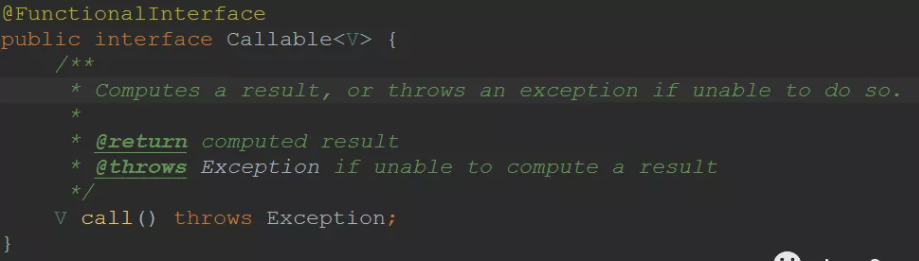 @FunctionalInterface
public interface Callable<V> {
/**
* Computes a result, or throws an exception if unable to do so.
*
* @return computed result
* @throws Exception if unable to compute a result
*/
V call() throws Exception;
}